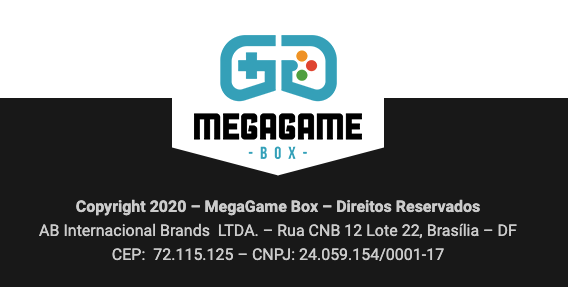 MEGAGAME
- BOX -
Copyright 2020 – MegaGame Box – Direitos Reservados
AB Internacional Brands  LTDA. – Rua CNB 12 Lote 22, Brasília – DF
CEP:  72.115.125 – CNPJ: 24.059.154/0001-17